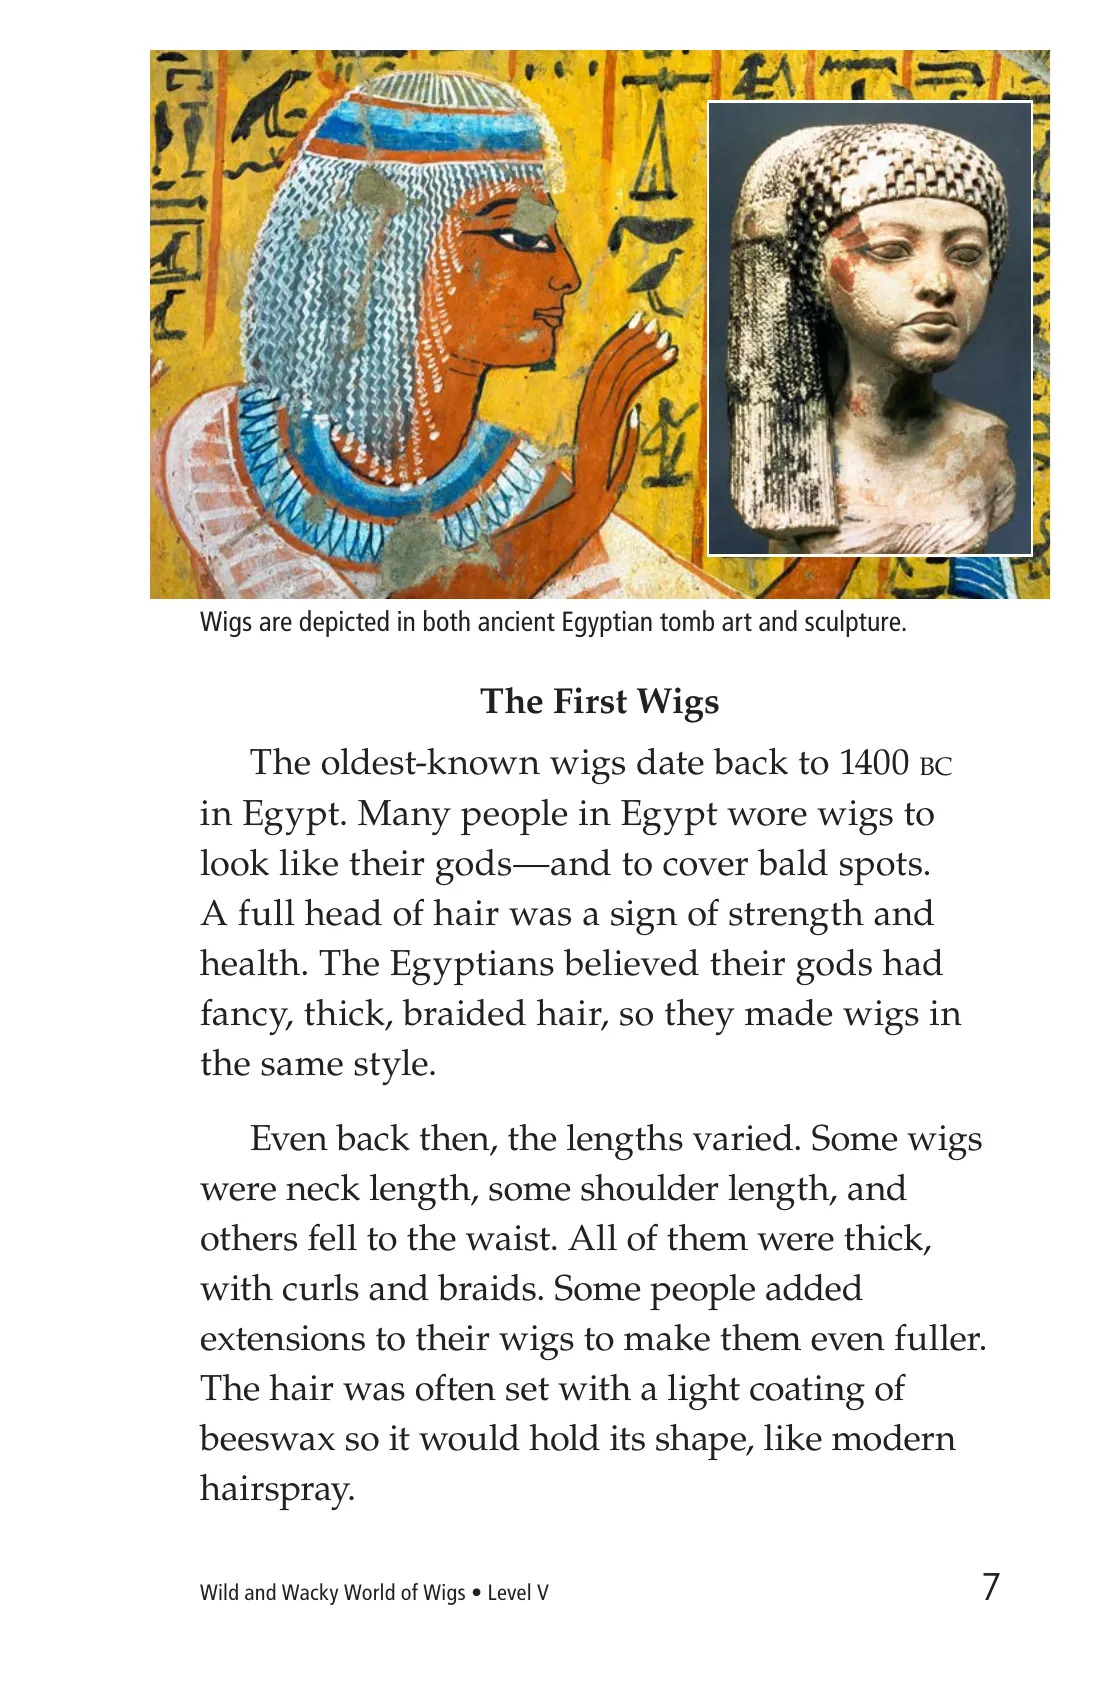 Wigs are depicted in both ancient Egyptian tomb art and sculpture.
The First Wigs
The oldest-known wigs date back to 1400 BC
in Egypt. Many people in Egypt wore wigs to
look like their gods—and to cover bald spots.
A full head of hair was a sign of strength and
health. The Egyptians believed their gods had
fancy, thick, braided hair, so they made wigs in
the same style.
Even back then, the lengths varied. Some wigs
were neck length, some shoulder length, and
others fell to the waist. All of them were thick,
with curls and braids. Some people added
extensions to their wigs to make them even fuller.
The hair was often set with a light coating of
beeswax so it would hold its shape, like modern
hairspray.
Wild and Wacky World of Wigs • Level V
7